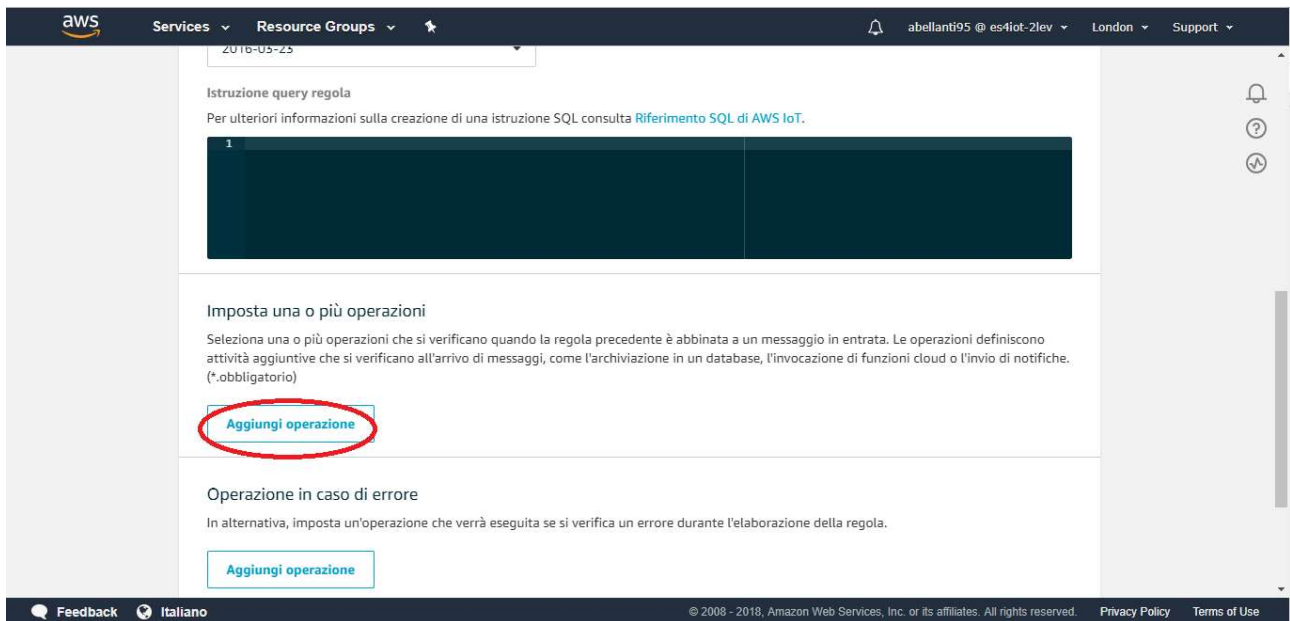 aws
Services
Resource Groups
abellanti95 @ es4iot-2lev
London
Support
2016-03-23
Istruzione query regola
Per ulteriori informazioni sulla creazione di una istruzione SQL consulta Riferimento SQL di AWS IoT.
1
Imposta una o più operazioni
Seleziona una o più operazioni che si verificano quando la regola precedente è abbinata a un messaggio in entrata. Le operazioni definiscono
attività aggiuntive che si verificano all'arrivo di messaggi, come l'archiviazione in un database, l'invocazione di funzioni cloud o l'invio di notifiche.
(*.obbligatorio)
Aggiungi operazione
Operazione in caso di errore
In alternativa, imposta un'operazione che verrà eseguita se si verifica un errore durante l'elaborazione della regola.
Aggiungi operazione
Feedback
Italiano
© 2008 - 2018, Amazon Web Services, Inc. or its affiliates. All rights reserved.
Privacy Policy
Terms of Use